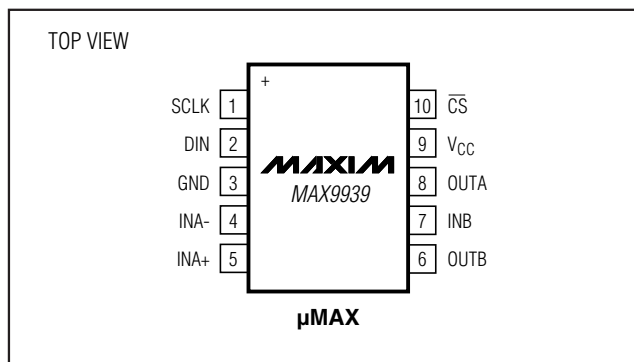 TOP VIEW
+
SCLK 1
DIN 2
GND 3
INA- 4
INA+ 5
MAXIM
MAX9939
10 C̅S̅
9 VCC
8 OUTA
7 INB
6 OUTB
µMAX